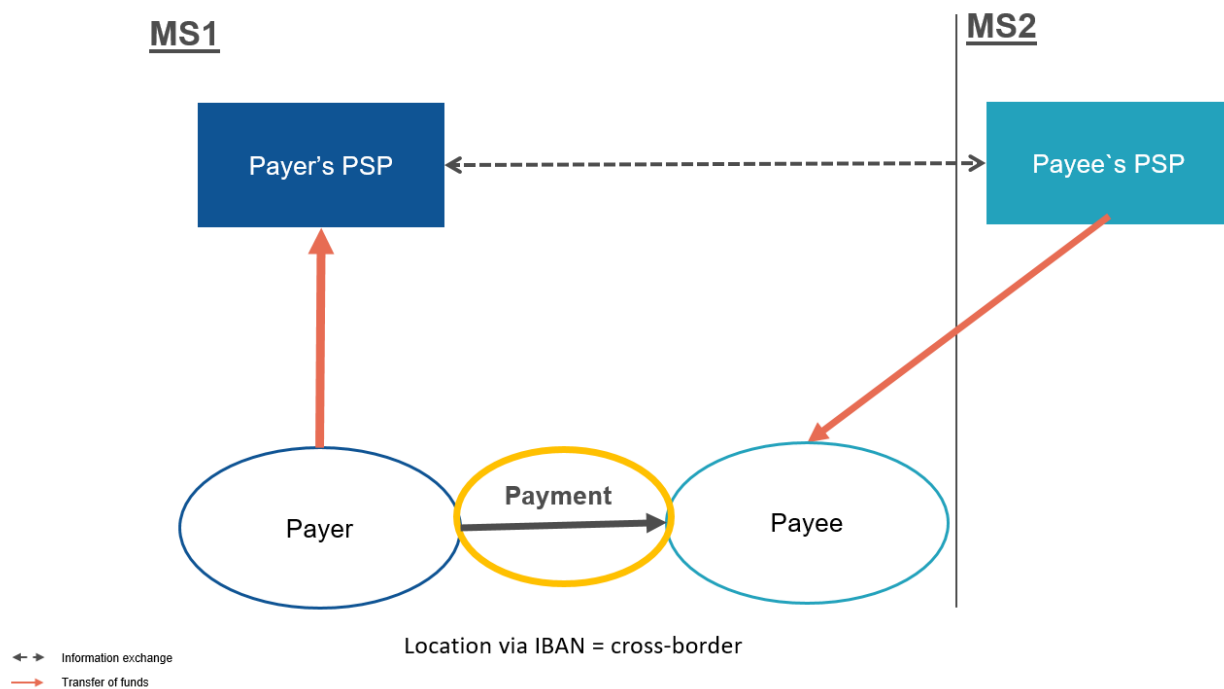 MS1
MS2
Payer’s PSP
Payee`s PSP
Payment
Payer
Payee
Location via IBAN = cross-border
Information exchange
Transfer of funds